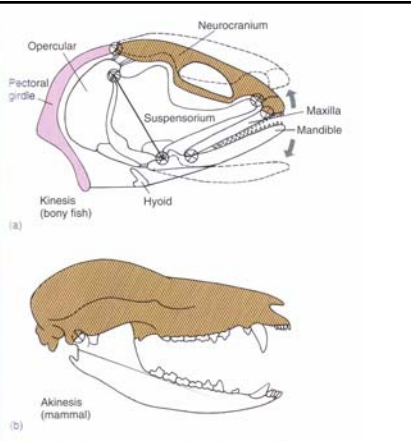 Neurocranium
Opercular
Pectoral
girdle
Suspensorium
Maxilla
Mandible
Hyoid
Kinesis
(bony fish)
(a)
Akinesis
(mammal)
(b)